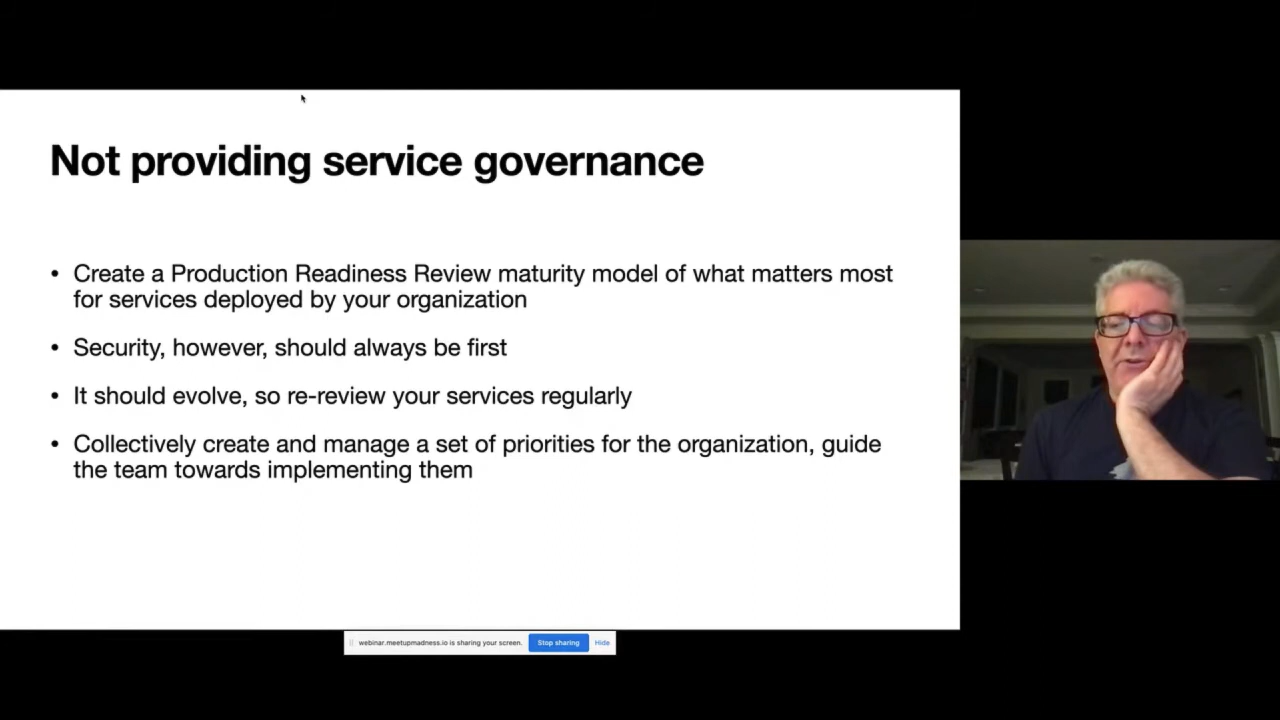 Not providing service governance
• Create a Production Readiness Review maturity model of what matters most
for services deployed by your organization
• Security, however, should always be first
• It should evolve, so re-review your services regularly
• Collectively create and manage a set of priorities for the organization, guide
the team towards implementing them
webinar.meetupmadness.io is sharing your screen. Stop sharing Hide